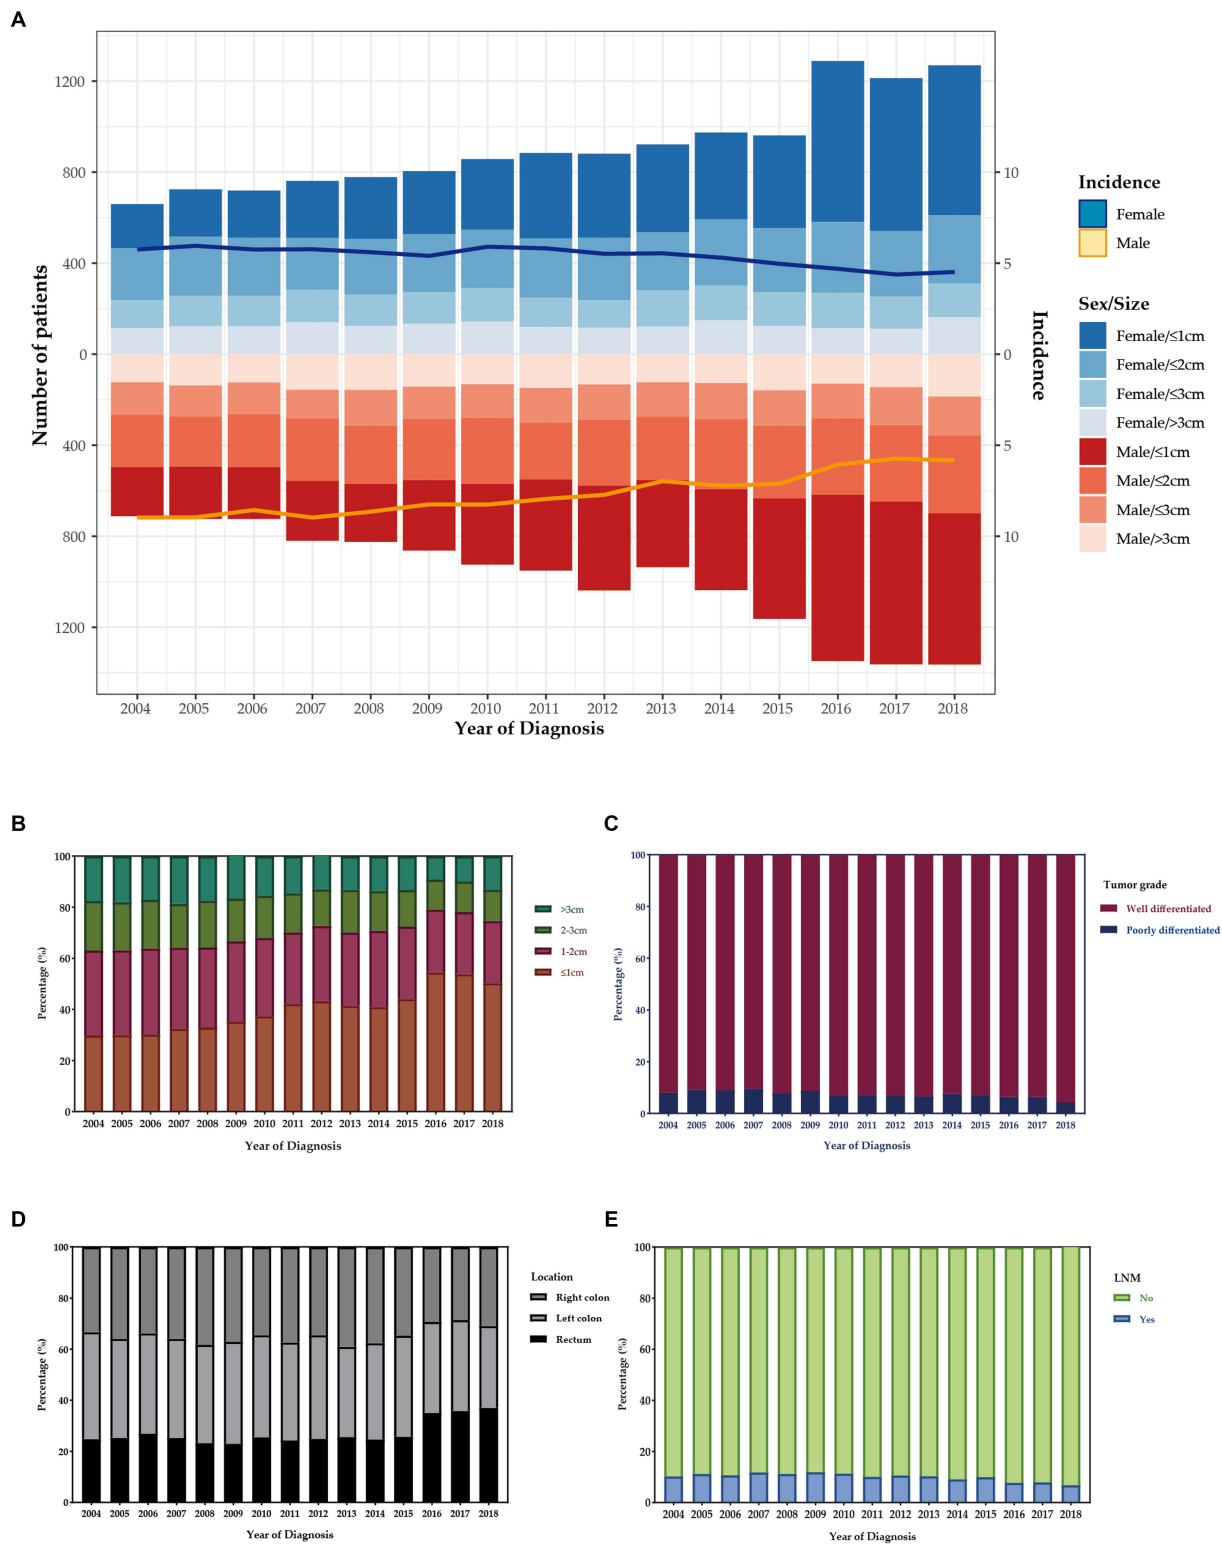 A
1200
800
400
0
400
800
1200
Number of patients
10
5
0
5
10
Incidence
2004 2005 2006 2007 2008 2009 2010 2011 2012 2013 2014 2015 2016 2017 2018
Year of Diagnosis
Incidence
Female
Male
Sex/Size
Female/≤1cm
Female/≤2cm
Female/≤3cm
Female/>3cm
Male/≤1cm
Male/≤2cm
Male/≤3cm
Male/>3cm
B
100
80
60
40
20
0
Percentage (%)
2004 2005 2006 2007 2008 2009 2010 2011 2012 2013 2014 2015 2016 2017 2018
Year of Diagnosis
>3cm
2-3cm
1-2cm
≤1cm
C
100
80
60
40
20
0
Percentage (%)
2004 2005 2006 2007 2008 2009 2010 2011 2012 2013 2014 2015 2016 2017 2018
Year of Diagnosis
Tumor grade
Well differentiated
Poorly differentiated
D
100
80
60
40
20
0
Percentage (%)
2004 2005 2006 2007 2008 2009 2010 2011 2012 2013 2014 2015 2016 2017 2018
Year of Diagnosis
Location
Right colon
Left colon
Rectum
E
100
80
60
40
20
0
Percentage (%)
2004 2005 2006 2007 2008 2009 2010 2011 2012 2013 2014 2015 2016 2017 2018
Year of Diagnosis
LNM
No
Yes